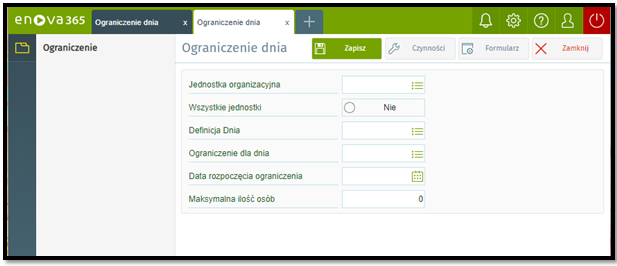 enova365 Ograniczenie dnia x Ograniczenie dnia x
Ograniczenie
Ograniczenie dnia Zapisz Czynności Formularz Zamknij
Jednostka organizacyjna
Wszystkie jednostki Nie
Definicja Dnia
Ograniczenie dla dnia
Data rozpoczęcia ograniczenia
Maksymalna ilość osób 0